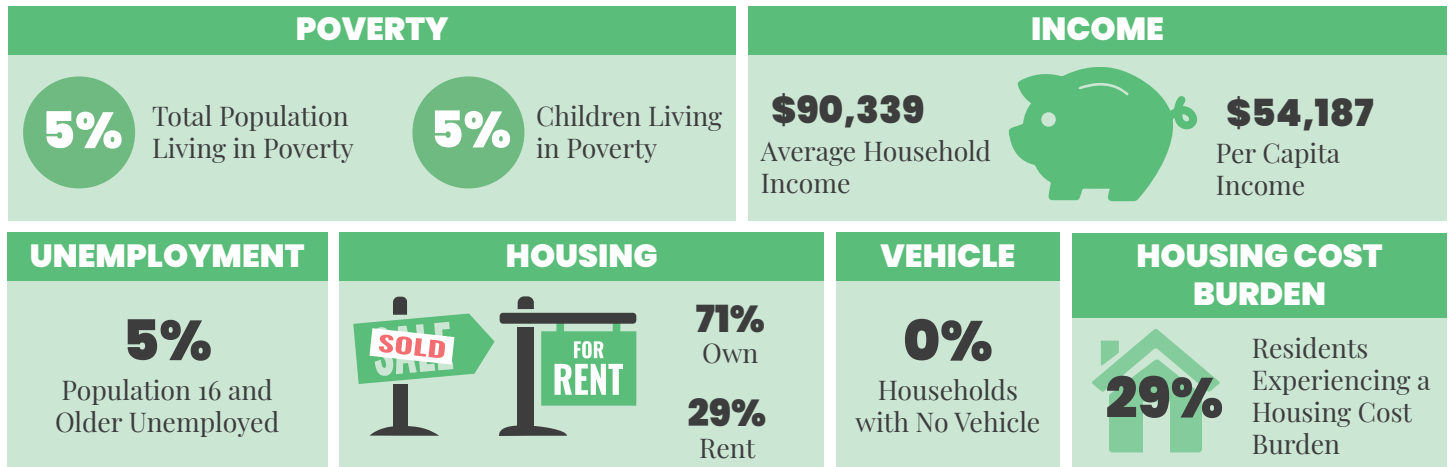 POVERTY
5%
Total Population
Living in Poverty
5%
Children Living
in Poverty
INCOME
$90,339
Average Household
Income
$54,187
Per Capita
Income
UNEMPLOYMENT
5%
Population 16 and
Older Unemployed
HOUSING
SALE
SOLD
FOR
RENT
71%
Own
29%
Rent
VEHICLE
0%
Households
with No Vehicle
HOUSING COST
BURDEN
29%
Residents
Experiencing a
Housing Cost
Burden